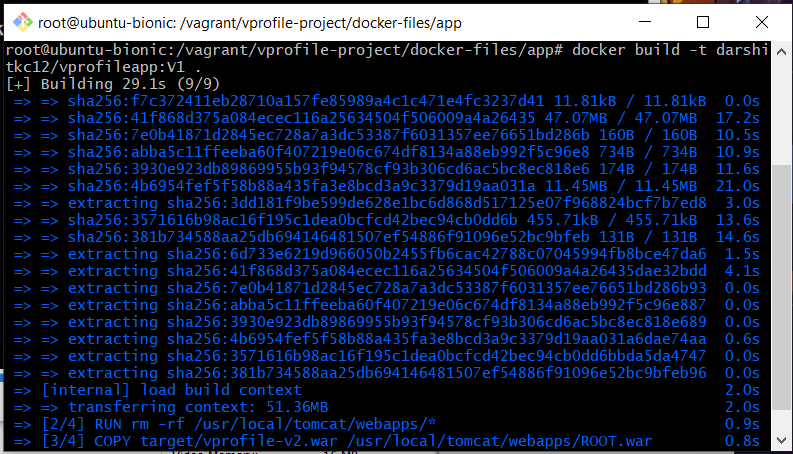 root@ubuntu-bionic: /vagrant/vprofile-project/docker-files/app
root@ubuntu-bionic:/vagrant/vprofile-project/docker-files/app# docker build -t darshi
tkc12/vprofileapp:V1 .
[+] Building 29.1s (9/9)
=> => sha256:f7c372411eb28710a157fe85989a4c1c471e4fc3237d41 11.81kB / 11.81kB 0.0s
=> => sha256:41f868d375a084ecec116a25634504f506009a4a26435 47.07MB / 47.07MB 17.2s
=> => sha256:7e0b41871d2845ec728a7a3dc53387f6031357ee76651bd286b 160B / 160B 10.5s
=> => sha256:abba5c11ffeeba60f407219e06c674df8134a88eb992f5c96e8 734B / 734B 10.9s
=> => sha256:3930e923db89869955b93f94578cf93b306cd6ac5bc8ec818e6 174B / 174B 11.6s
=> => sha256:4b6954fef5f58b88a435fa3e8bcd3a9c3379d19aa031a 11.45MB / 11.45MB 21.0s
=> => extracting sha256:3dd181f9be599de628e1bc6d868d517125e07f968824bcf7b7ed8 3.0s
=> => sha256:3571616b98ac16f195c1dea0bcfcd42bec94cb0dd6b 455.71kB / 455.71kB 13.6s
=> => sha256:381b734588aa25db694146481507ef54886f91096e52bc9bfeb 131B / 131B 14.6s
=> => extracting sha256:6d733e6219d966050b2455fb6cac42788c07045994fb8bce47da6 1.5s
=> => extracting sha256:41f868d375a084ecec116a25634504f506009a4a26435dae32bdd 4.1s
=> => extracting sha256:7e0b41871d2845ec728a7a3dc53387f6031357ee76651bd286b93 0.0s
=> => extracting sha256:abba5c11ffeeba60f407219e06c674df8134a88eb992f5c96e887 0.0s
=> => extracting sha256:3930e923db89869955b93f94578cf93b306cd6ac5bc8ec818e689 0.0s
=> => extracting sha256:4b6954fef5f58b88a435fa3e8bcd3a9c3379d19aa031a6dae74aa 0.6s
=> => extracting sha256:3571616b98ac16f195c1dea0bcfcd42bec94cb0dd6bbda5da4747 0.0s
=> => extracting sha256:381b734588aa25db694146481507ef54886f91096e52bc9bfeb96 0.0s
=> [internal] load build context 2.0s
=> => transferring context: 51.36MB 2.0s
=> [2/4] RUN rm -rf /usr/local/tomcat/webapps/* 0.9s
=> [3/4] COPY target/vprofile-v2.war /usr/local/tomcat/webapps/ROOT.war 0.8s